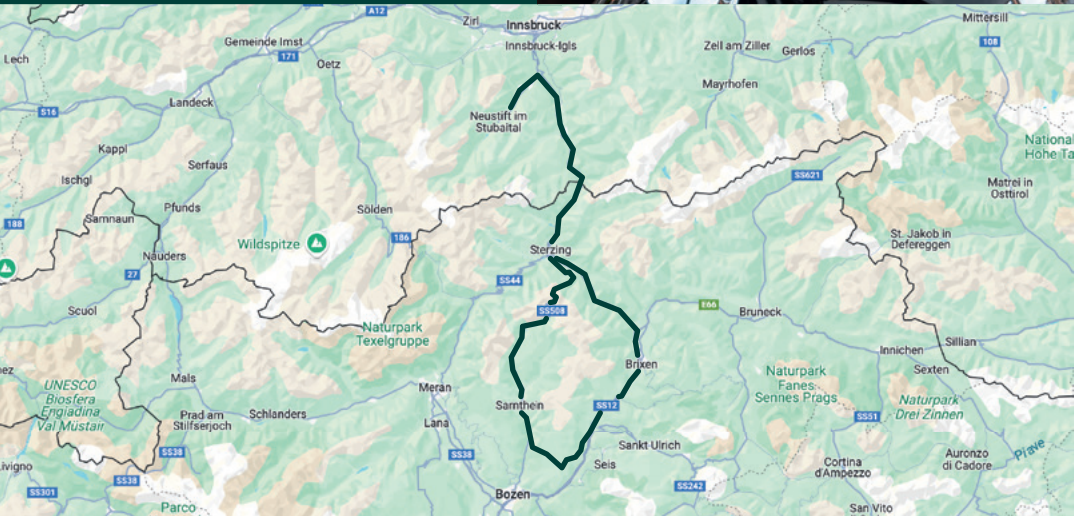 A12
Zirl
Innsbruck
Mittersill
Gemeinde Imst
Innsbruck-Igls
Zell am Ziller
Gerlos
108
Lech
171
Oetz
Mayrhofen
Landeck
S16
Neustift im
Stubaital
National
Hohe Ta
Kappl
Serfaus
SS621
Ischgl
Matrei in
Osttirol
Pfunds
Sölden
Samnaun
188
186
St. Jakob in
Defereggen
Wildspitze
Sterzing
Nauders
27
SS44
Scuol
SS508
E66
Bruneck
Naturpark
Texelgruppe
Sillian
Innichen
Brixen
nez
Sexten
Mals
Meran
Naturpark
Fanes
Sennes Prags
UNESCO
Biosfera
Engiadina
Val Müstair
Naturpark
Drei Zinnen
Prad am
Stilfserjoch
Schlanders
Sarnthein
SS12
SS51
Lana
Sankt Ulrich
SS38
SS38
Piave
Livigno
Seis
Cortina
d'Ampezzo
Auronzo
di Cadore
SS38
SS301
SS242
Bozen
Parco
San Vito